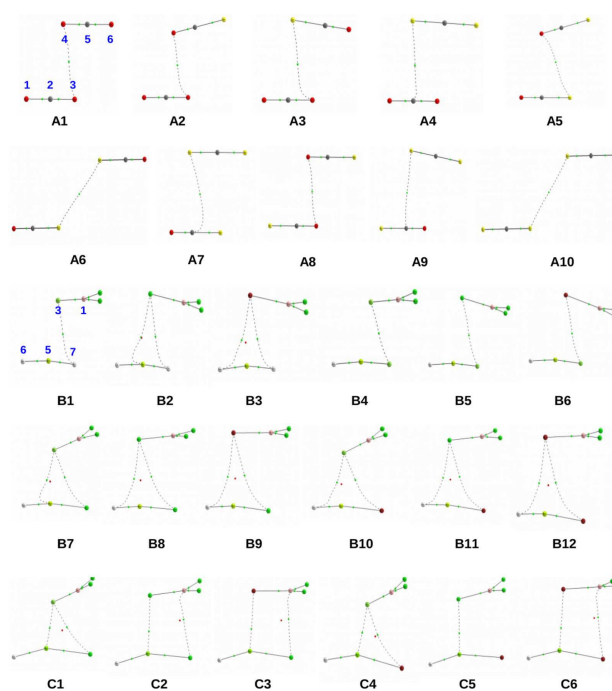 4 5 6
1 2 3
A1 A2 A3 A4 A5
A6 A7 A8 A9 A10
3 1
6 5 7
B1 B2 B3 B4 B5 B6
B7 B8 B9 B10 B11 B12
C1 C2 C3 C4 C5 C6